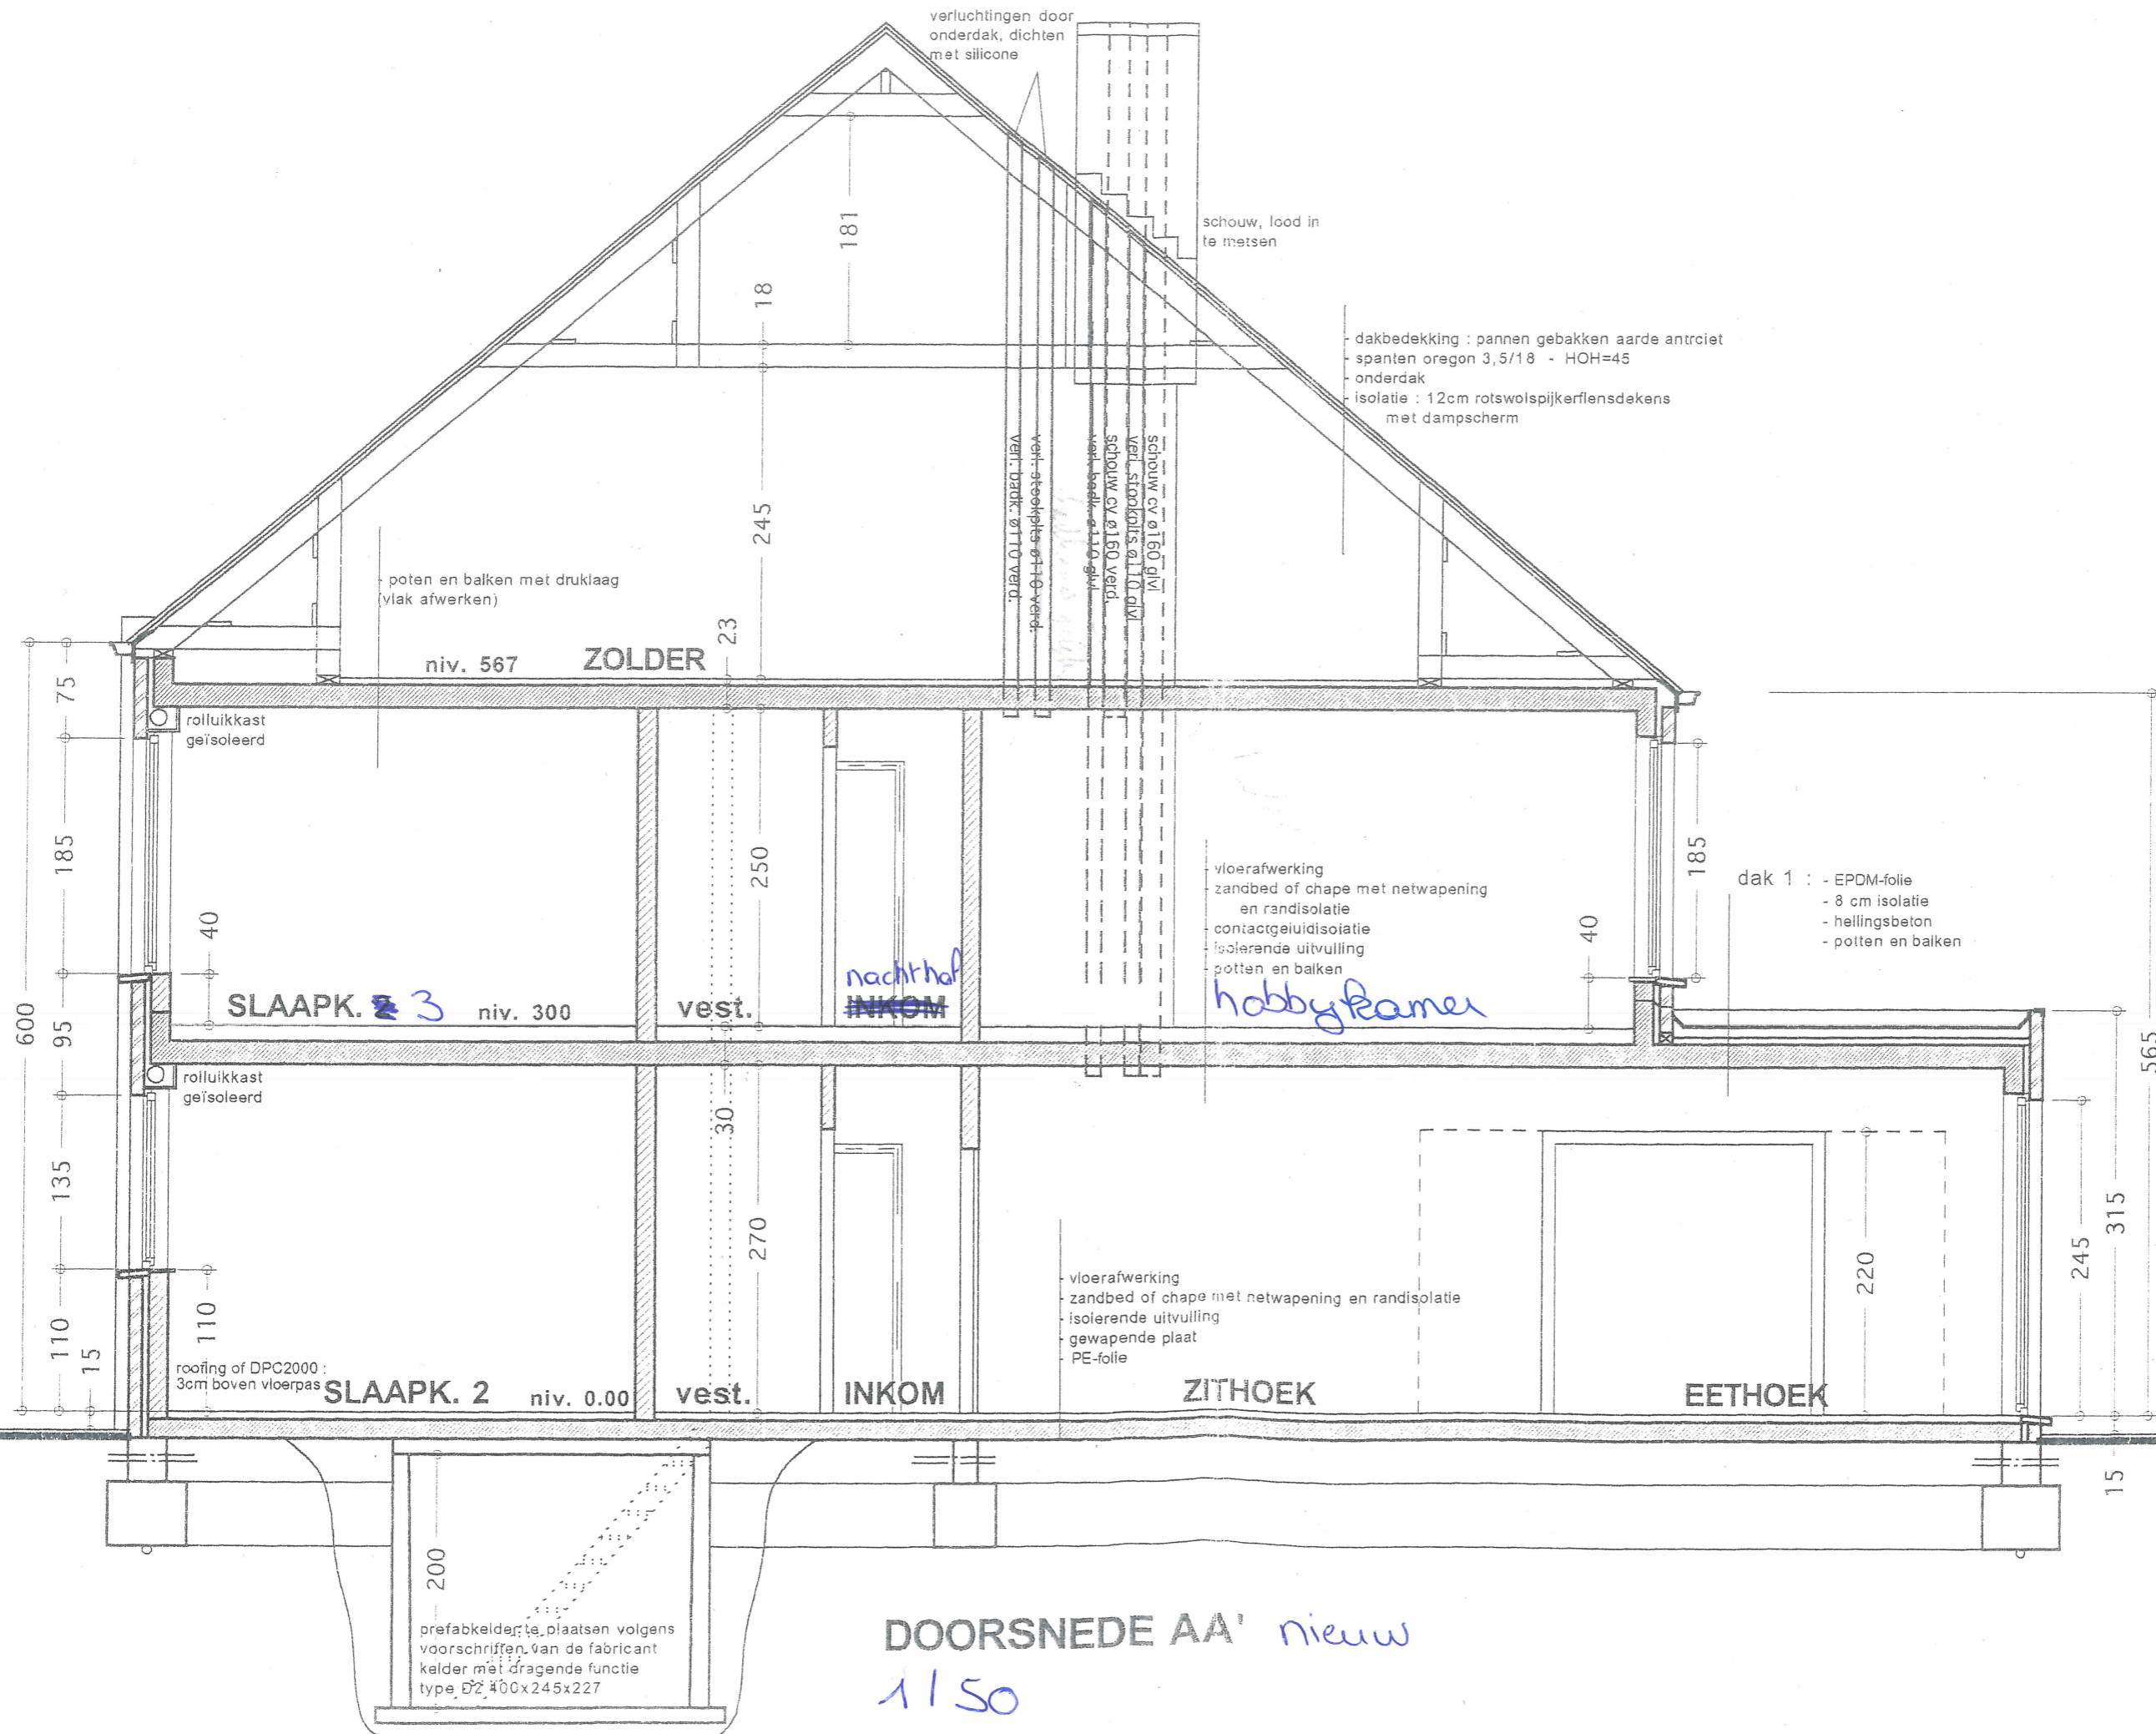 verluchtingen door
onderdak, dichten
met silicone
schouw, lood in
te metsen
181
18
- dakbedekking : pannen gebakken aarde antrciet
- spanten oregon 3,5/18 - HOH=45
- onderdak
- isolatie : 12cm rotswolspijkerflensdekens
met dampscherm
verl. badk. ø110 verd.
verl. stookplts ø110 verd.
verl. badk. ø110 glvl
schouw cv ø160 verd.
verl. stookplts ø110 glvl
schouw cv ø160 glvl
245
- poten en balken met druklaag
(vlak afwerken)
23
niv. 567 ZOLDER
75
rolluikkast
geïsoleerd
185
250
185
- vloerafwerking
- zandbed of chape met netwapening
en randisolatie
- contactgeluidisolatie
- isolerende uitvulling
- potten en balken
dak 1 : - EPDM-folie
- 8 cm isolatie
- hellingsbeton
- potten en balken
40
40
nachthal
SLAAPK. 2 3 niv. 300 vest. INKOM hobbykamer
600
95
565
rolluikkast
geïsoleerd
30
135
270
220
245
315
110
110
15
- vloerafwerking
- zandbed of chape met netwapening en randisolatie
- isolerende uitvulling
- gewapende plaat
- PE-folie
roofing of DPC2000 :
3cm boven vloerpas
SLAAPK. 2 niv. 0.00 vest. INKOM ZITHOEK EETHOEK
15
200
prefabkelder te plaatsen volgens
voorschriften van de fabricant
kelder met dragende functie
type D2 400x245x227
DOORSNEDE AA' nieuw
1/50